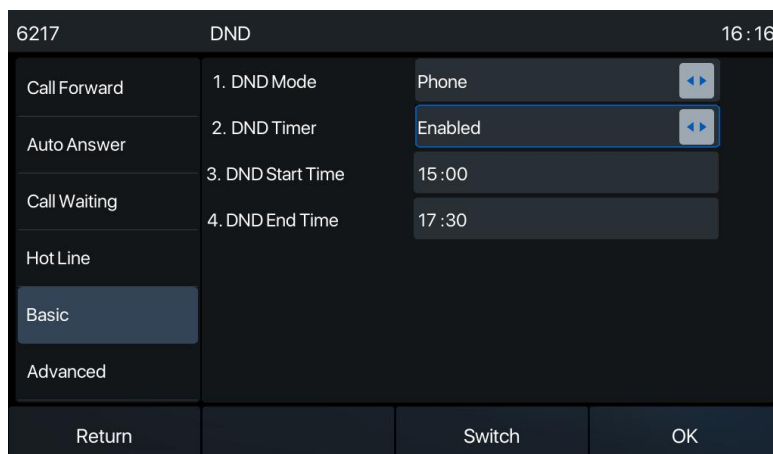 6217 DND 16:16
Call Forward
Auto Answer
Call Waiting
Hot Line
Basic
Advanced
1. DND Mode Phone
2. DND Timer Enabled
3. DND Start Time 15:00
4. DND End Time 17:30
Return Switch OK